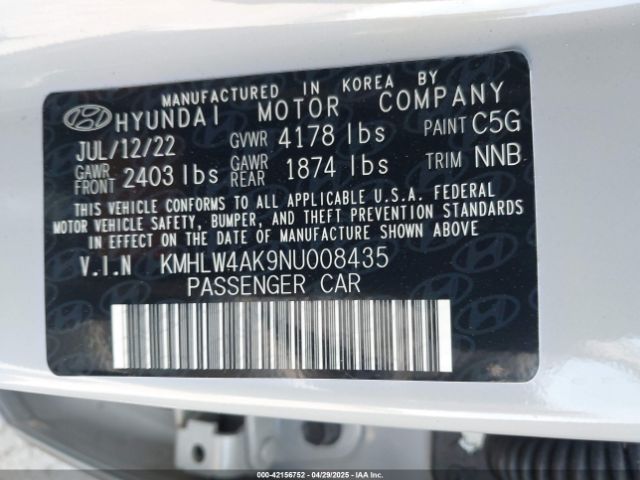 MANUFACTURED IN KOREA BY
HYUNDAI MOTOR COMPANY
JUL/12/22 GVWR 4178 lbs PAINT C5G
GAWR FRONT 2403 lbs GAWR REAR 1874 lbs TRIM NNB
THIS VEHICLE CONFORMS TO ALL APPLICABLE U.S.A. FEDERAL
MOTOR VEHICLE SAFETY, BUMPER, AND THEFT PREVENTION STANDARDS
IN EFFECT ON THE DATE OF MANUFACTURE SHOWN ABOVE.
V.I.N KMHLW4AK9NU008435
PASSENGER CAR
000-42156752 04/29/2025 - IAAI.COM